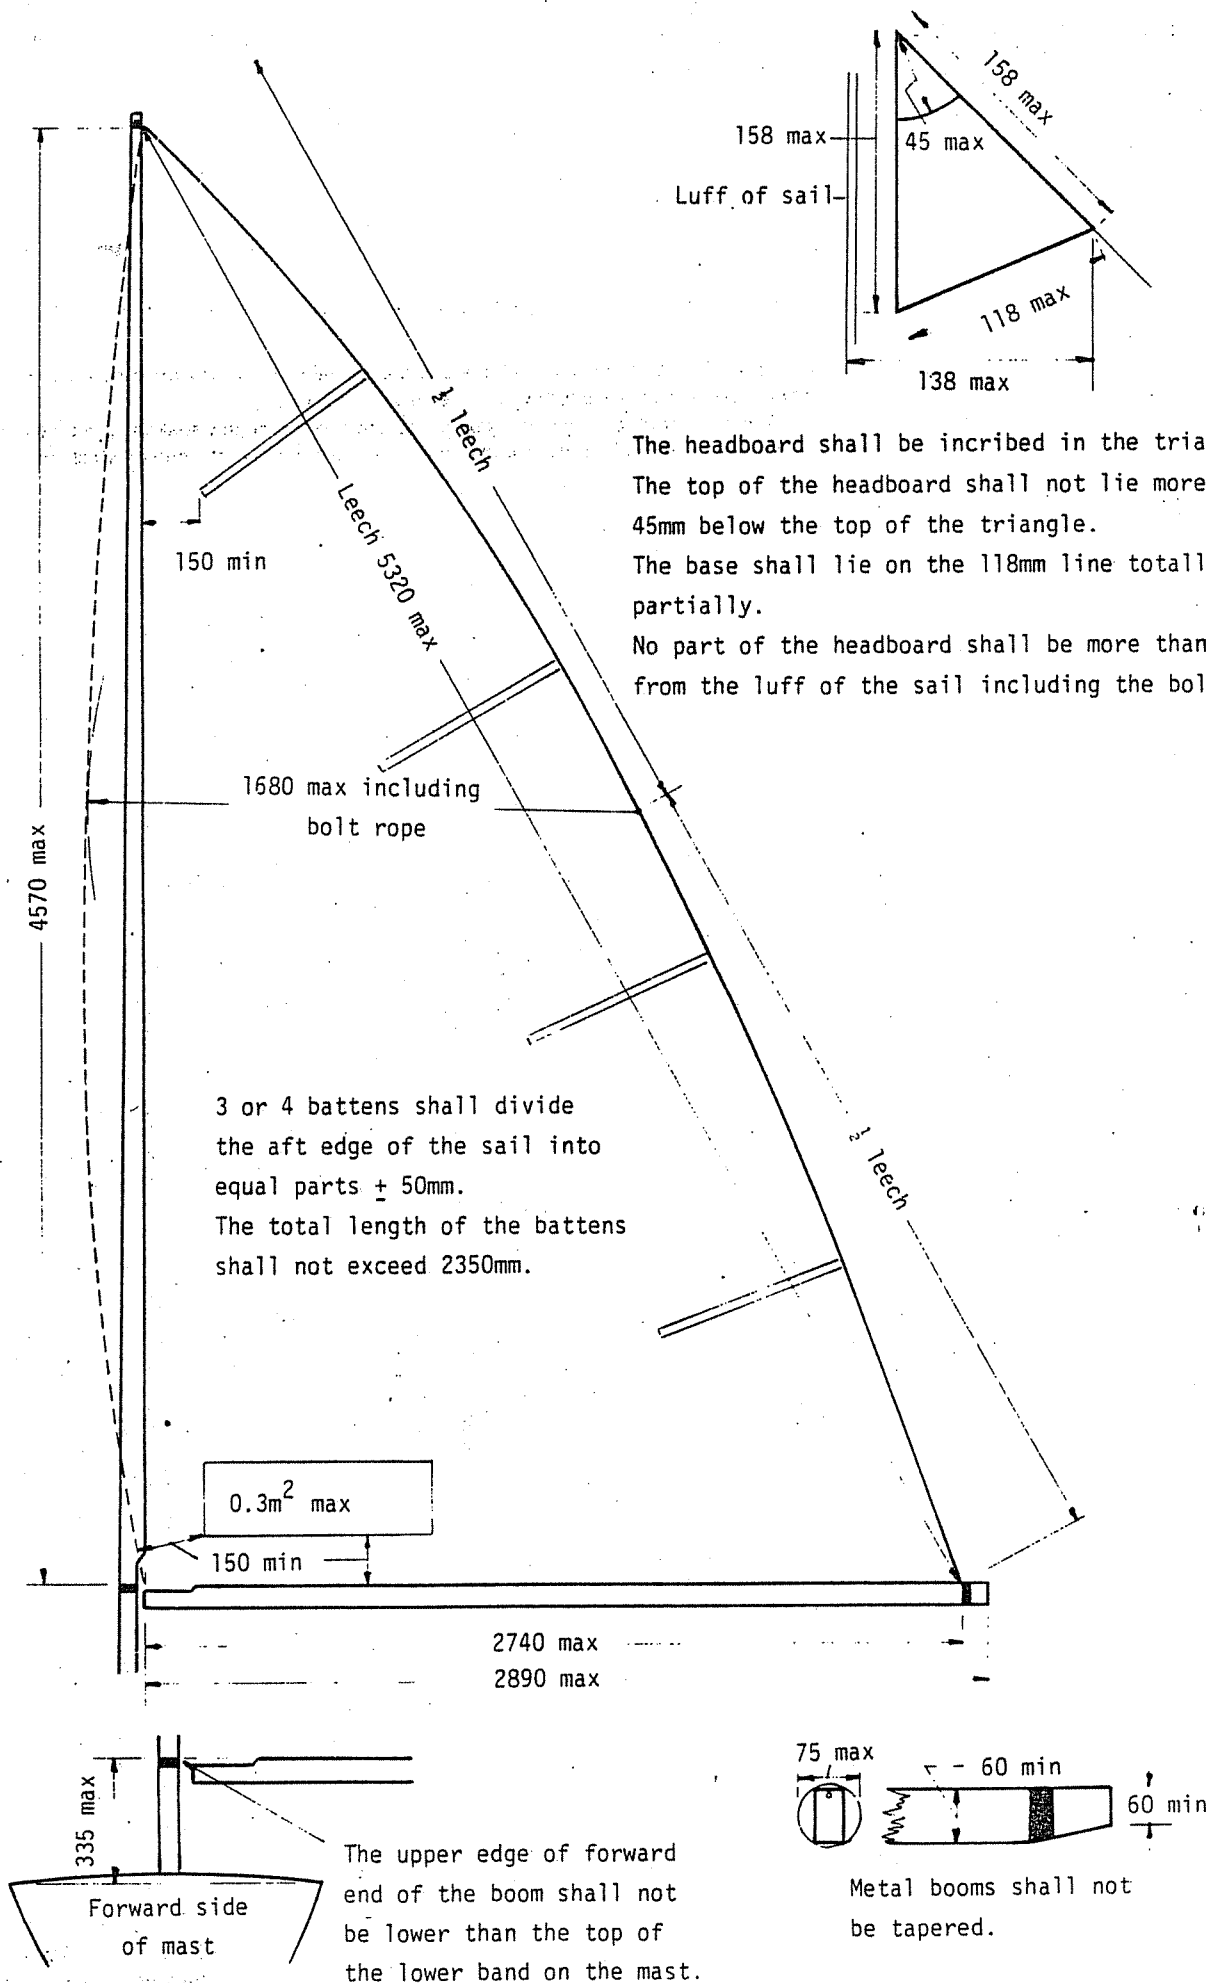 158 max
158 max
45 max
Luff of sail
118 max
138 max
½ leech
The headboard shall be incribed in the tria
The top of the headboard shall not lie more
45mm below the top of the triangle.
The base shall lie on the 118mm line totall
partially.
No part of the headboard shall be more than
from the luff of the sail including the bol
150 min
Leech 5320 max
1680 max including
bolt rope
4570 max
3 or 4 battens shall divide
the aft edge of the sail into
equal parts ± 50mm.
The total length of the battens
shall not exceed 2350mm.
½ leech
0.3m² max
150 min
2740 max
2890 max
335 max
Forward side
of mast
The upper edge of forward
end of the boom shall not
be lower than the top of
the lower band on the mast.
75 max
60 min
60 min
Metal booms shall not
be tapered.